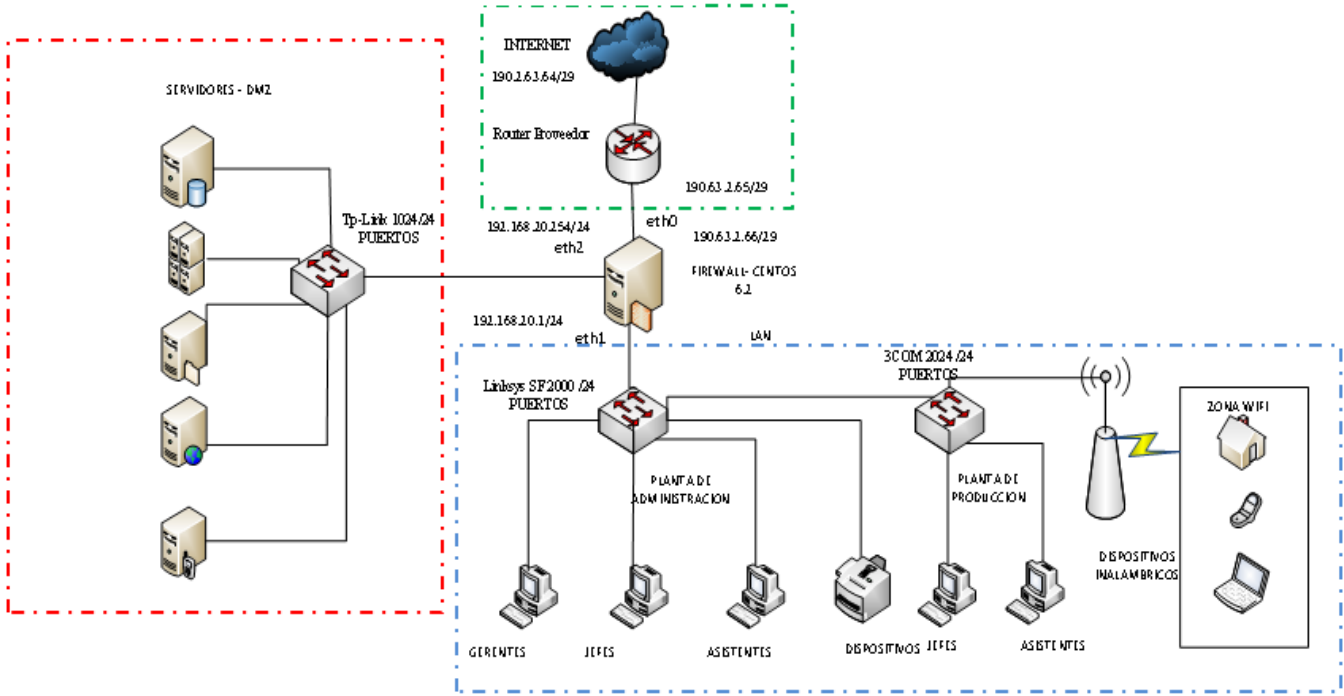 INTERNET
190.2.63.64/29
SERVIDORES - DMZ
Router Proveedor
190.63.2.65/29
Tp-Link 1024/24
PUERTOS
192.168.20.254/24
eth0
eth2
190.63.2.66/29
FIREWALL- CENTOS
6.2
192.168.20.1/24
eth1
LAN
3COM 2024 /24
PUERTOS
Linksys SF2000 /24
PUERTOS
ZONA WIFI
PLANTA DE
ADMINISTRACION
PLANTA DE
PRODUCCION
DISPOSITIVOS
INALAMBRICOS
GERENTES
JEFES
ASISTENTES
DISPOSITIVOS
JEFES
ASISTENTES